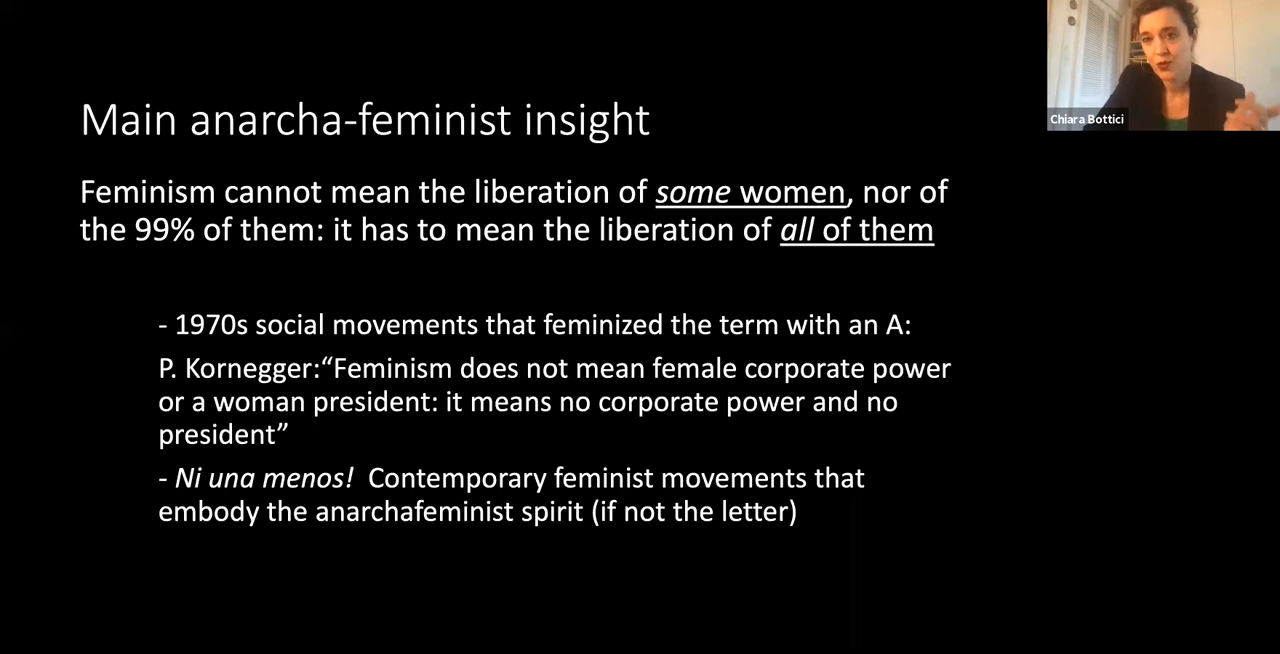 Main anarcha-feminist insight
Chiara Bottici
Feminism cannot mean the liberation of some women, nor of
the 99% of them: it has to mean the liberation of all of them
- 1970s social movements that feminized the term with an A:
P. Kornegger:“Feminism does not mean female corporate power
or a woman president: it means no corporate power and no
president”
- Ni una menos!  Contemporary feminist movements that
embody the anarchafeminist spirit (if not the letter)